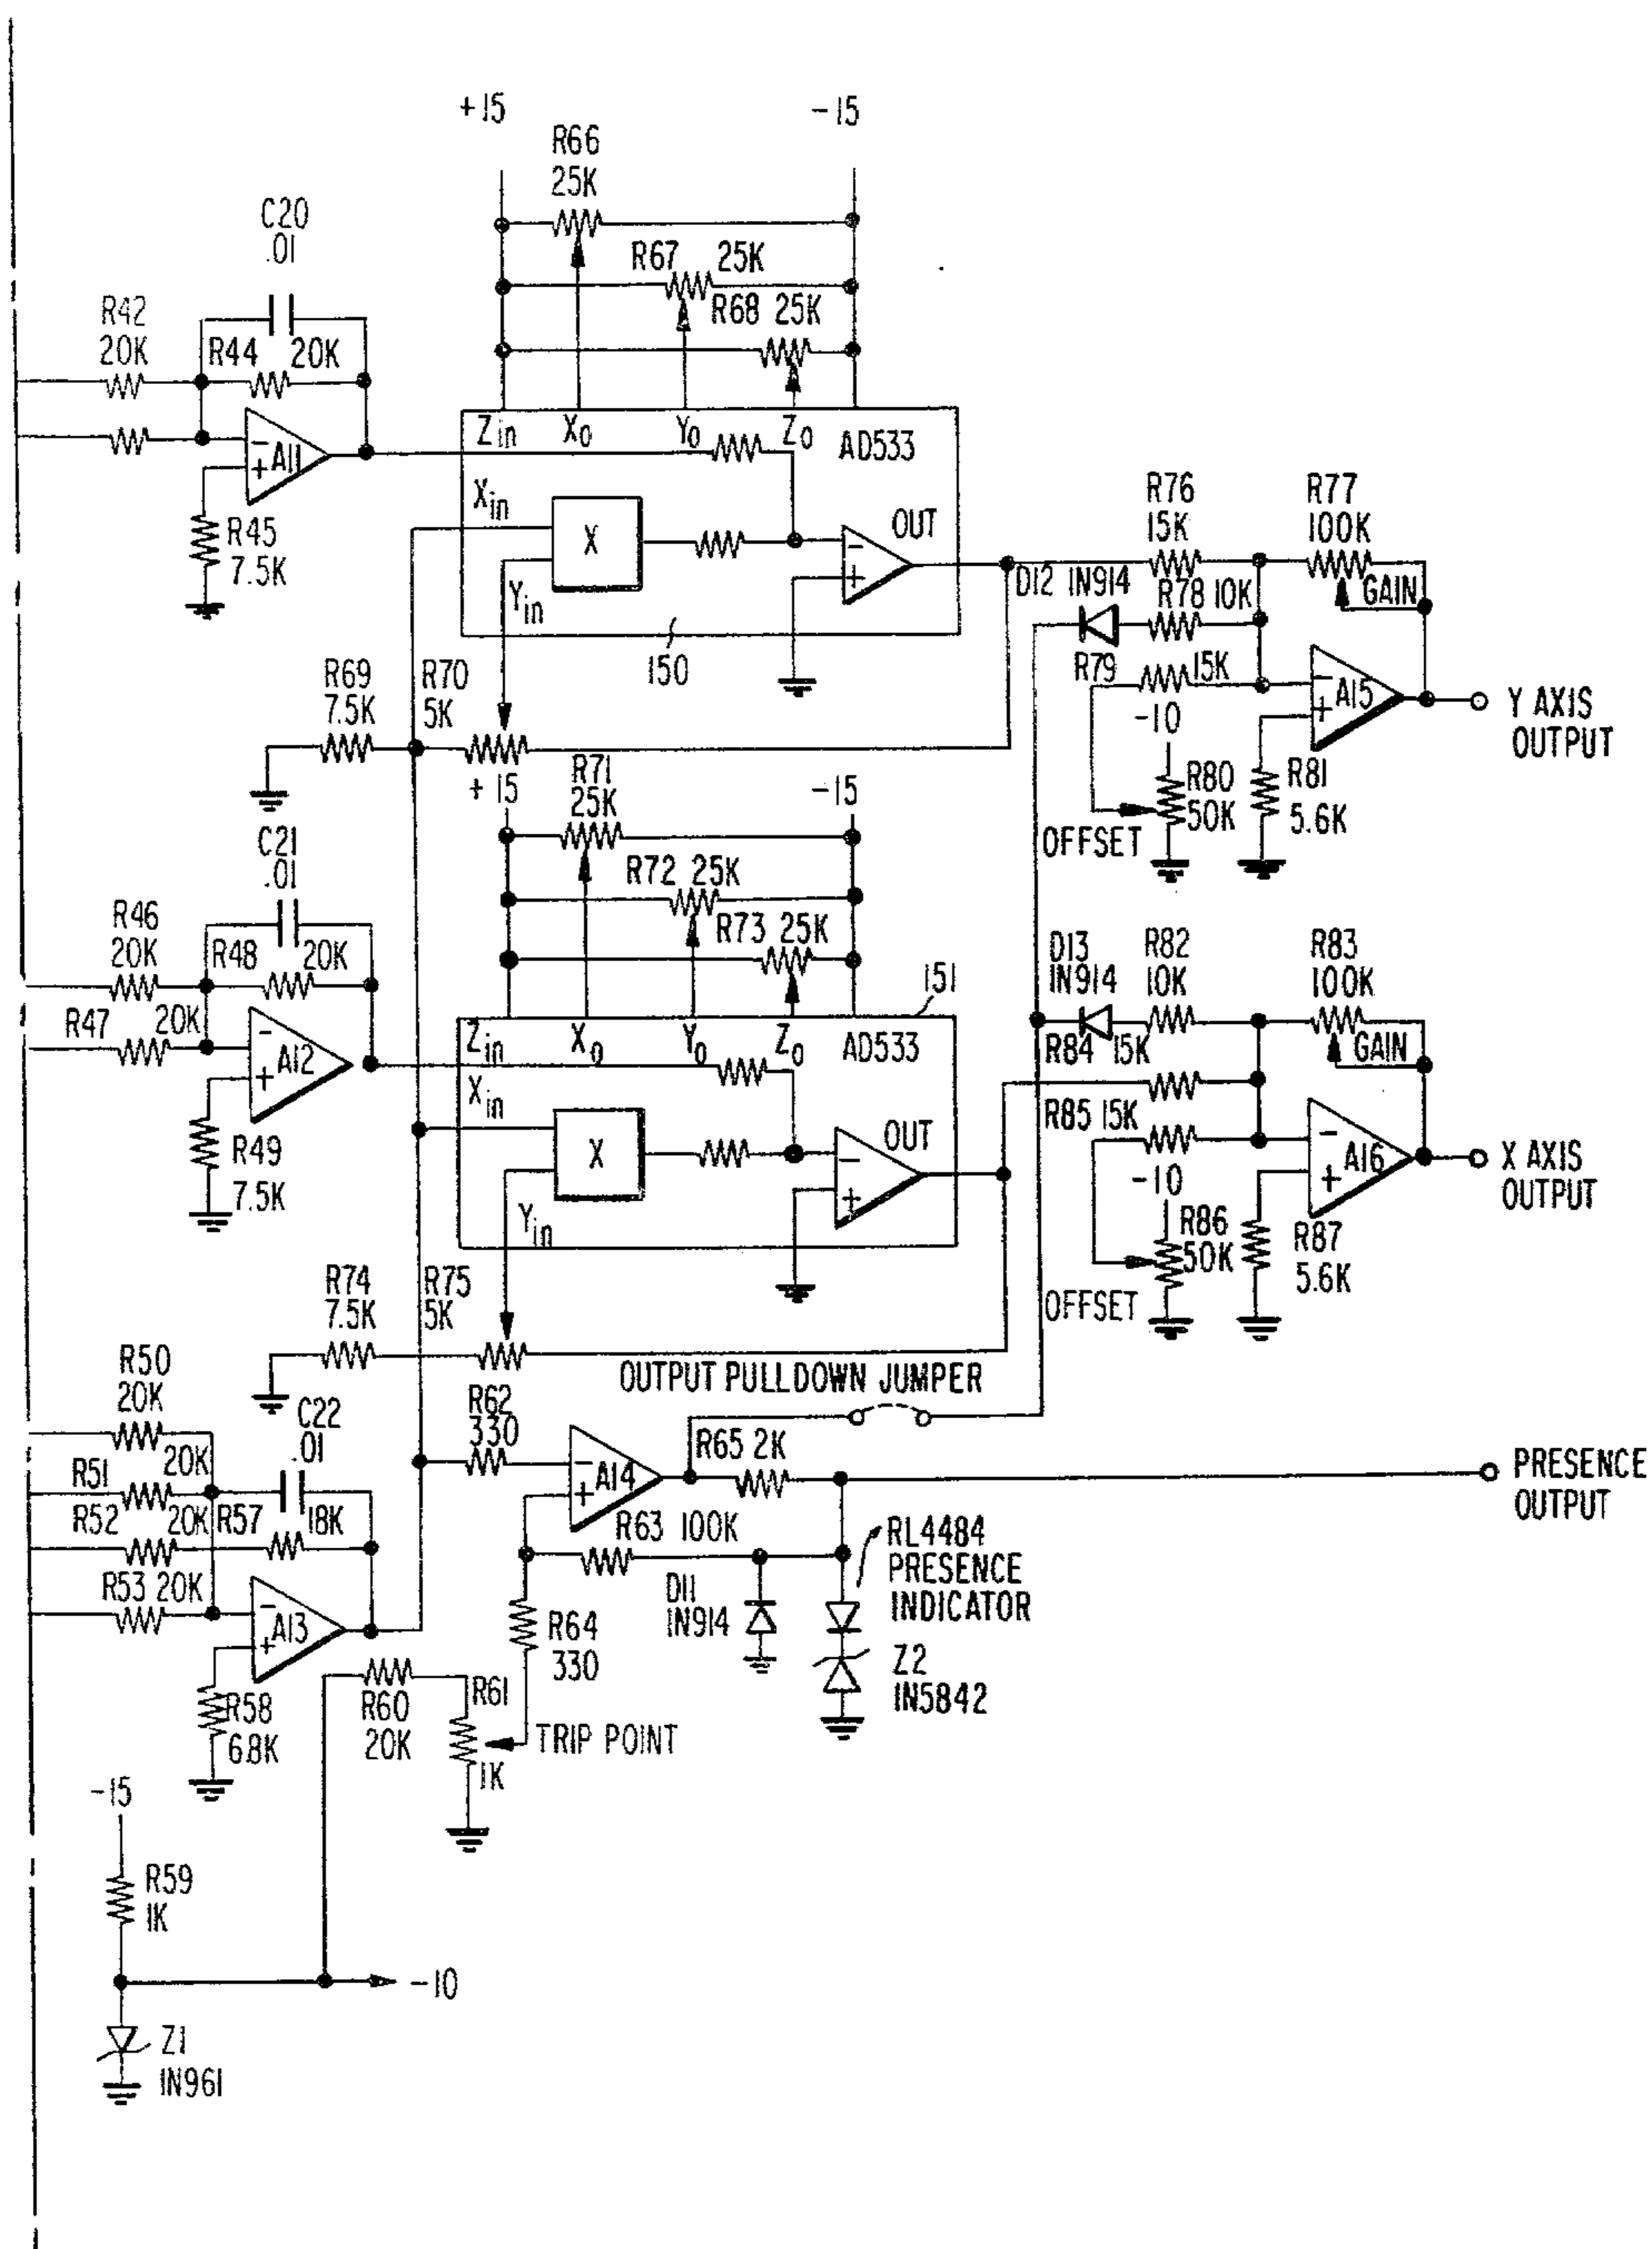 +15
-15
R66
25K
C20
.01
R67 25K
R42
20K
R68 25K
R44 20K
Zin
Xo
Yo
Zo
AD533
A11
- +
Xin
X
OUT
- +
R45
7.5K
Yin
150
R76
15K
R77
100K
D12 IN914
R78 10K
GAIN
R79 15K
- +
A15
Y AXIS
OUTPUT
-10
R80
50K
R81
5.6K
OFFSET
R69
7.5K
R70
5K
+15
R71
25K
-15
C21
.01
R72 25K
R46
20K
R48 20K
R73 25K
151
R47 20K
Zin
Xo
Yo
Zo
AD533
A12
- +
Xin
X
OUT
- +
R49
7.5K
Yin
D13
IN914
R82
10K
R83
100K
R84 15K
GAIN
R85 15K
- +
A16
X AXIS
OUTPUT
-10
R86
50K
R87
5.6K
OFFSET
R74
7.5K
R75
5K
OUTPUT PULLDOWN JUMPER
R50
20K
C22
.01
R62
330
- +
A14
R65 2K
PRESENCE
OUTPUT
R51 20K
R52 20K
R57 18K
R63 100K
RL4484
PRESENCE
INDICATOR
R53 20K
- +
A13
D11
IN914
R64
330
Z2
IN5842
R58
6.8K
R60
20K
R61
1K
TRIP POINT
-15
R59
1K
-10
Z1
IN961